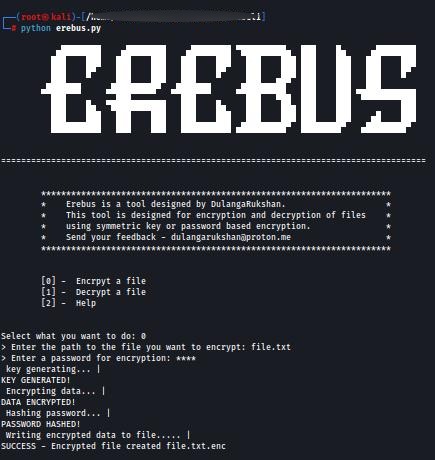 (root㉿kali)-[/
# python erebus.py
EREBUS
=====================================================================================
**********************************************************************
* Erebus is a tool designed by DulangaRukshan. *
* This tool is designed for encryption and decryption of files *
* using symmetric key or password based encryption. *
* Send your feedback - dulangarukshan@proton.me *
**********************************************************************
[0] - Encrpyt a file
[1] - Decrypt a file
[2] - Help
Select what you want to do: 0
> Enter the path to the file you want to encrypt: file.txt
> Enter a password for encryption: ****
key generating... |
KEY GENERATED!
Encrypting data... |
DATA ENCRYPTED!
Hashing password... |
PASSWORD HASHED!
Writing encrypted data to file..... |
SUCCESS - Encrypted file created file.txt.enc